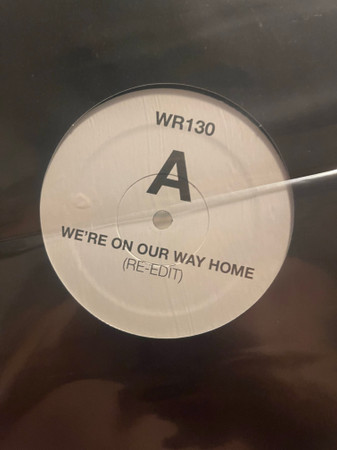 WR130
A
WE'RE ON OUR WAY HOME
(RE-EDIT)